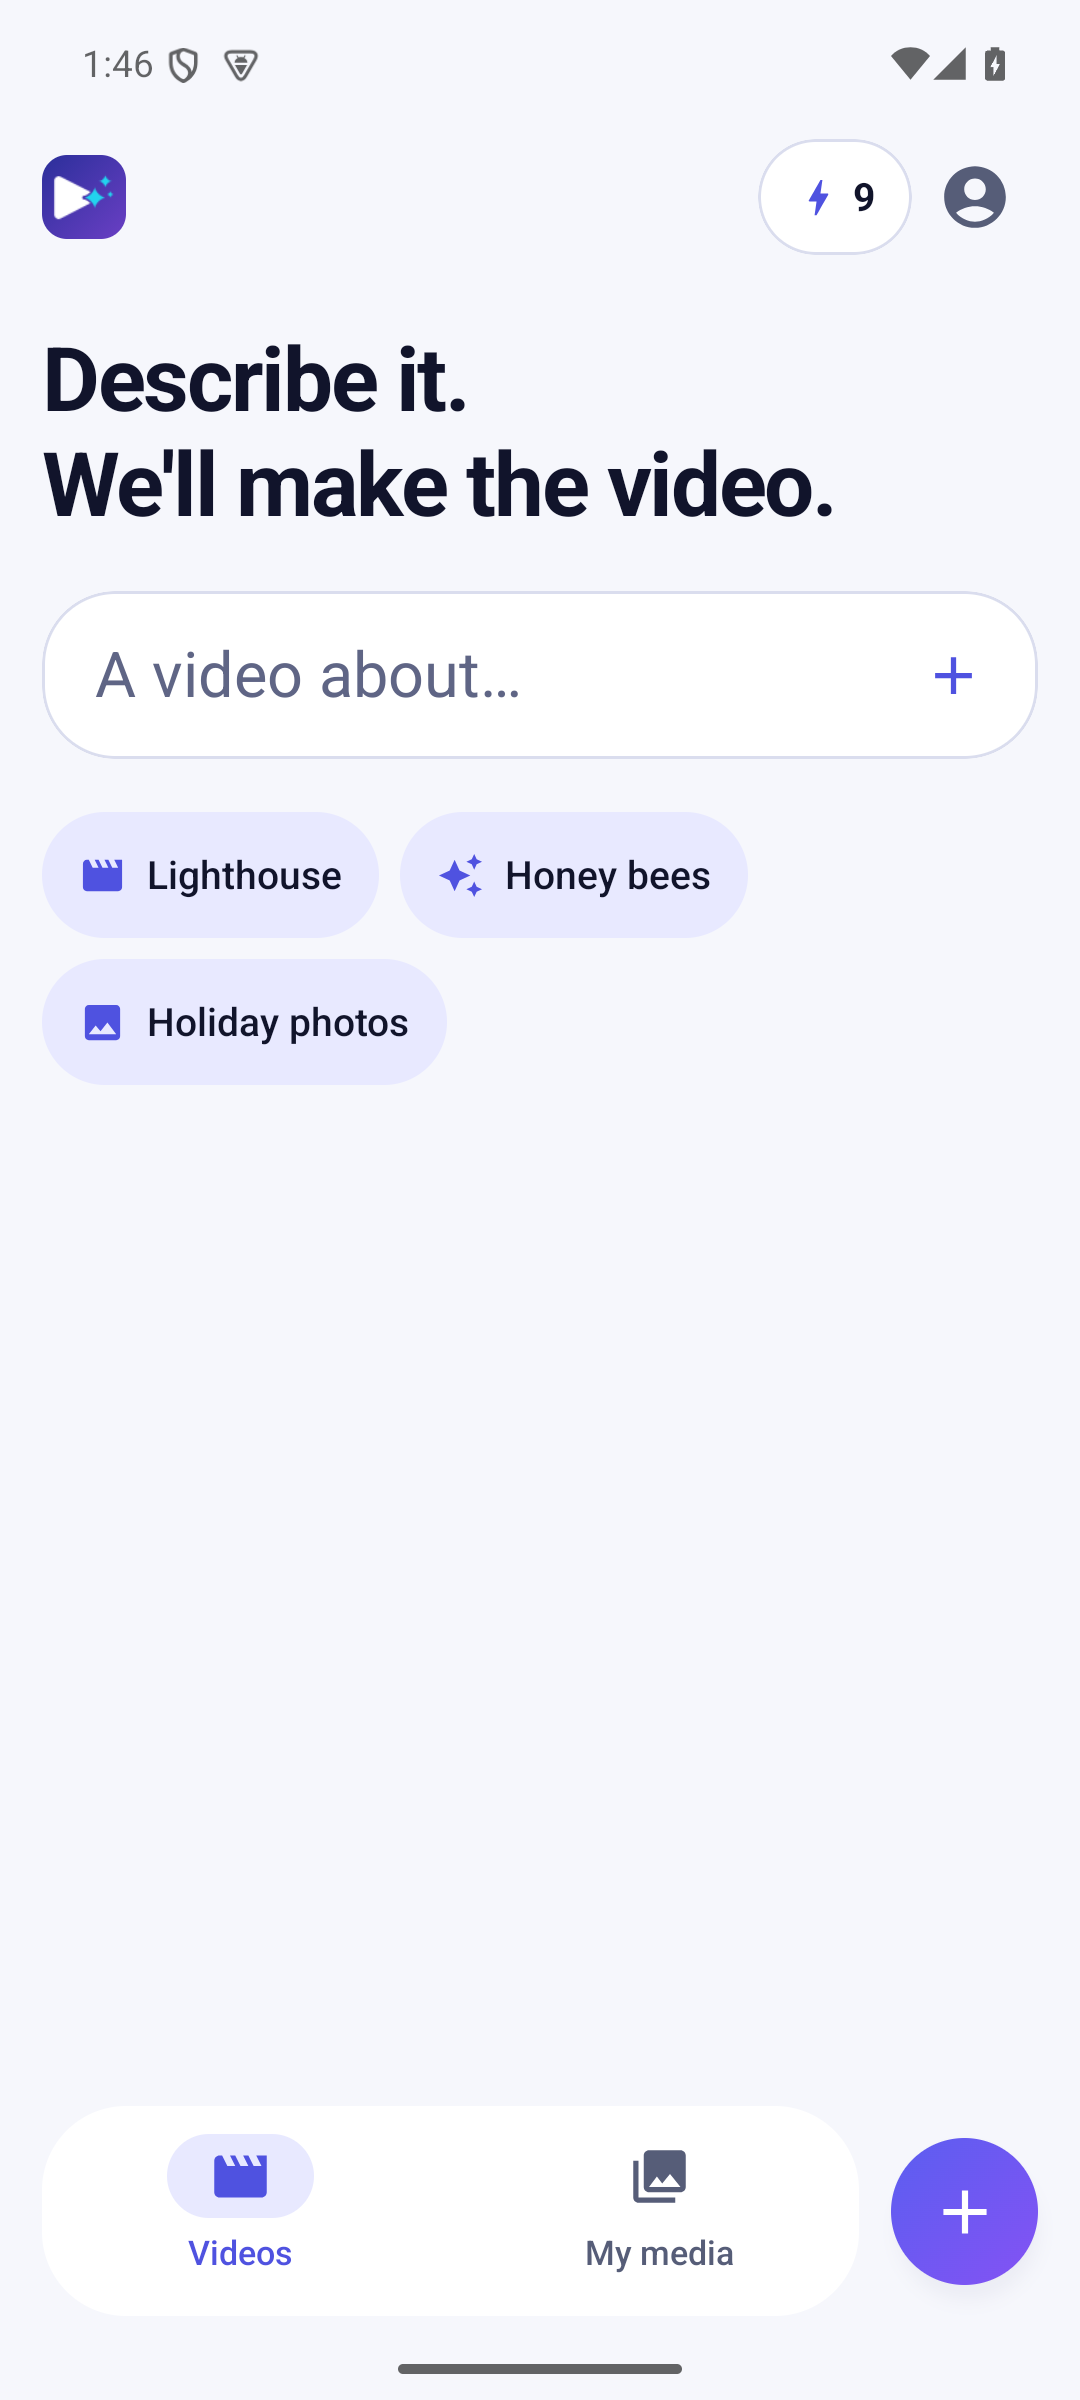 1:46
9
Describe it.
We'll make the video.
A video about…
Lighthouse
Honey bees
Holiday photos
Videos
My media